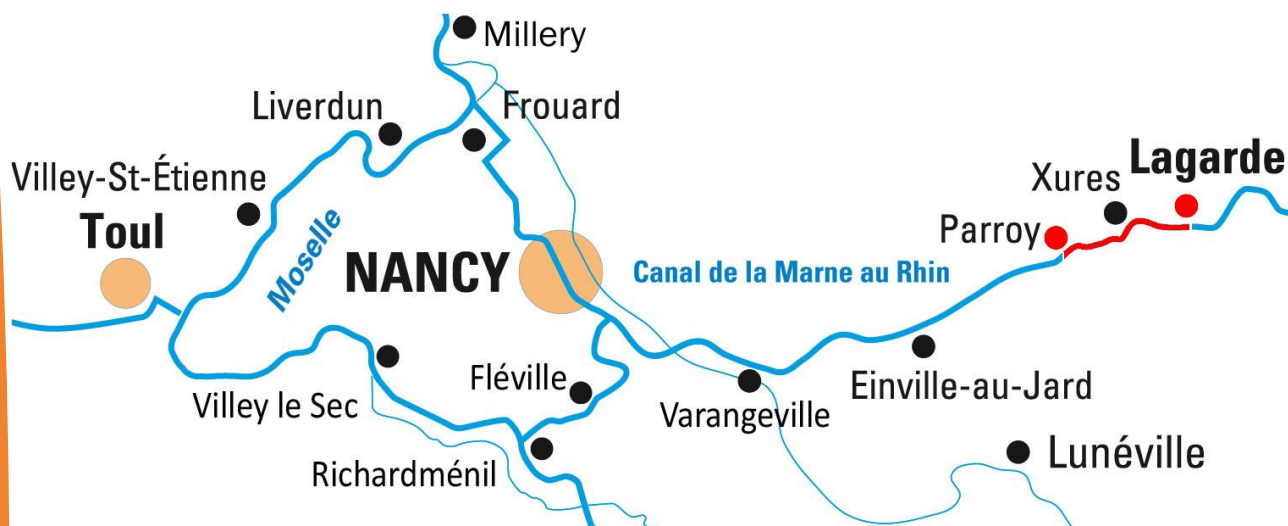 Millery
Liverdun
Frouard
Villey-St-Étienne
Toul
Moselle
NANCY
Canal de la Marne au Rhin
Parroy
Xures
Lagarde
Villey le Sec
Fléville
Varangeville
Einville-au-Jard
Richardménil
Lunéville